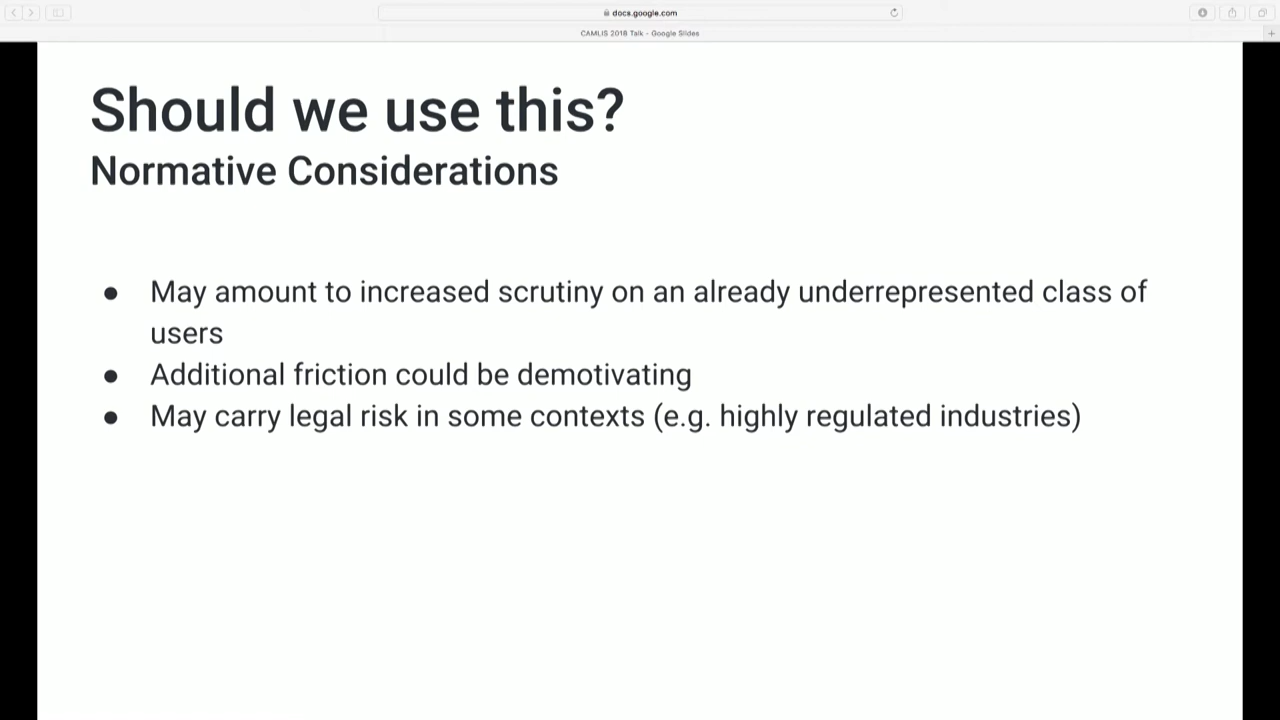 docs.google.com
CAMLIS 2018 Talk - Google Slides
Should we use this?
Normative Considerations
● May amount to increased scrutiny on an already underrepresented class of
users
● Additional friction could be demotivating
● May carry legal risk in some contexts (e.g. highly regulated industries)